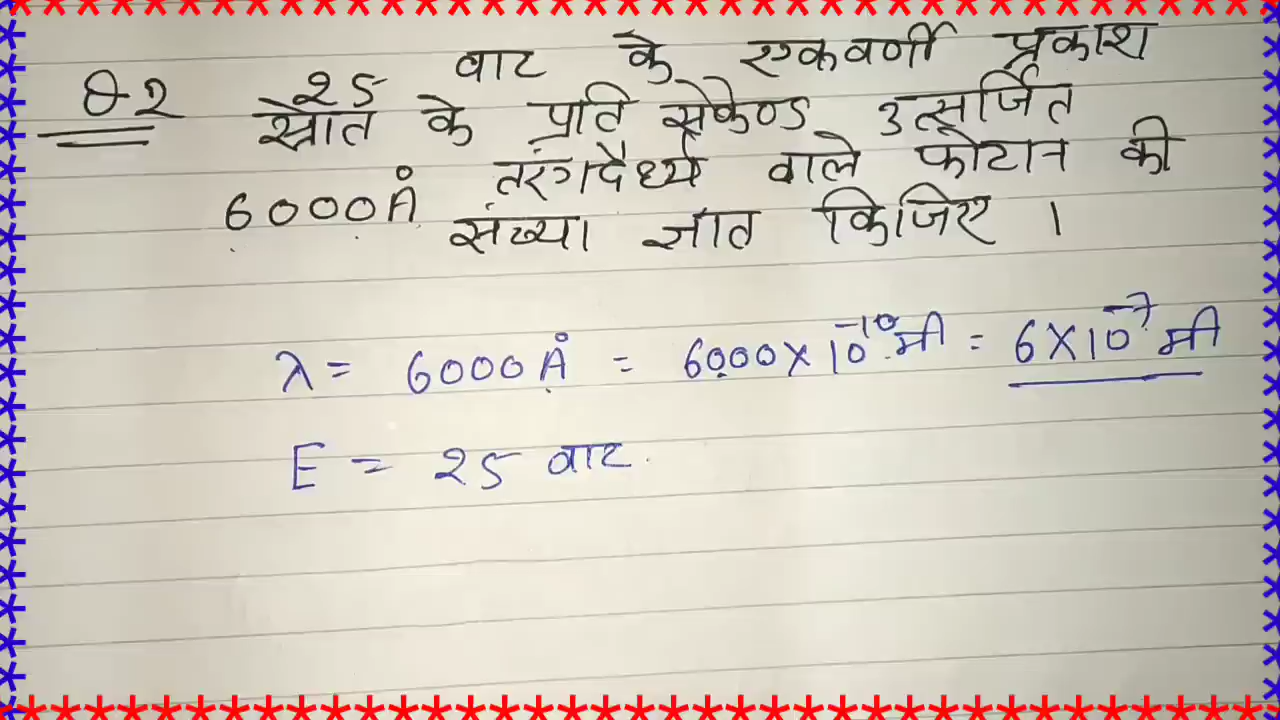 Q2 25 वाट के एकवर्णी प्रकाश
स्रोत के प्रति सेकेण्ड उत्सर्जित
6000Å तरंगदैर्ध्य वाले फोटान की
संख्या ज्ञात किजिए ।
λ = 6000Å = 6000×10⁻¹⁰ मी = 6×10⁻⁷ मी
E = 25 वाट